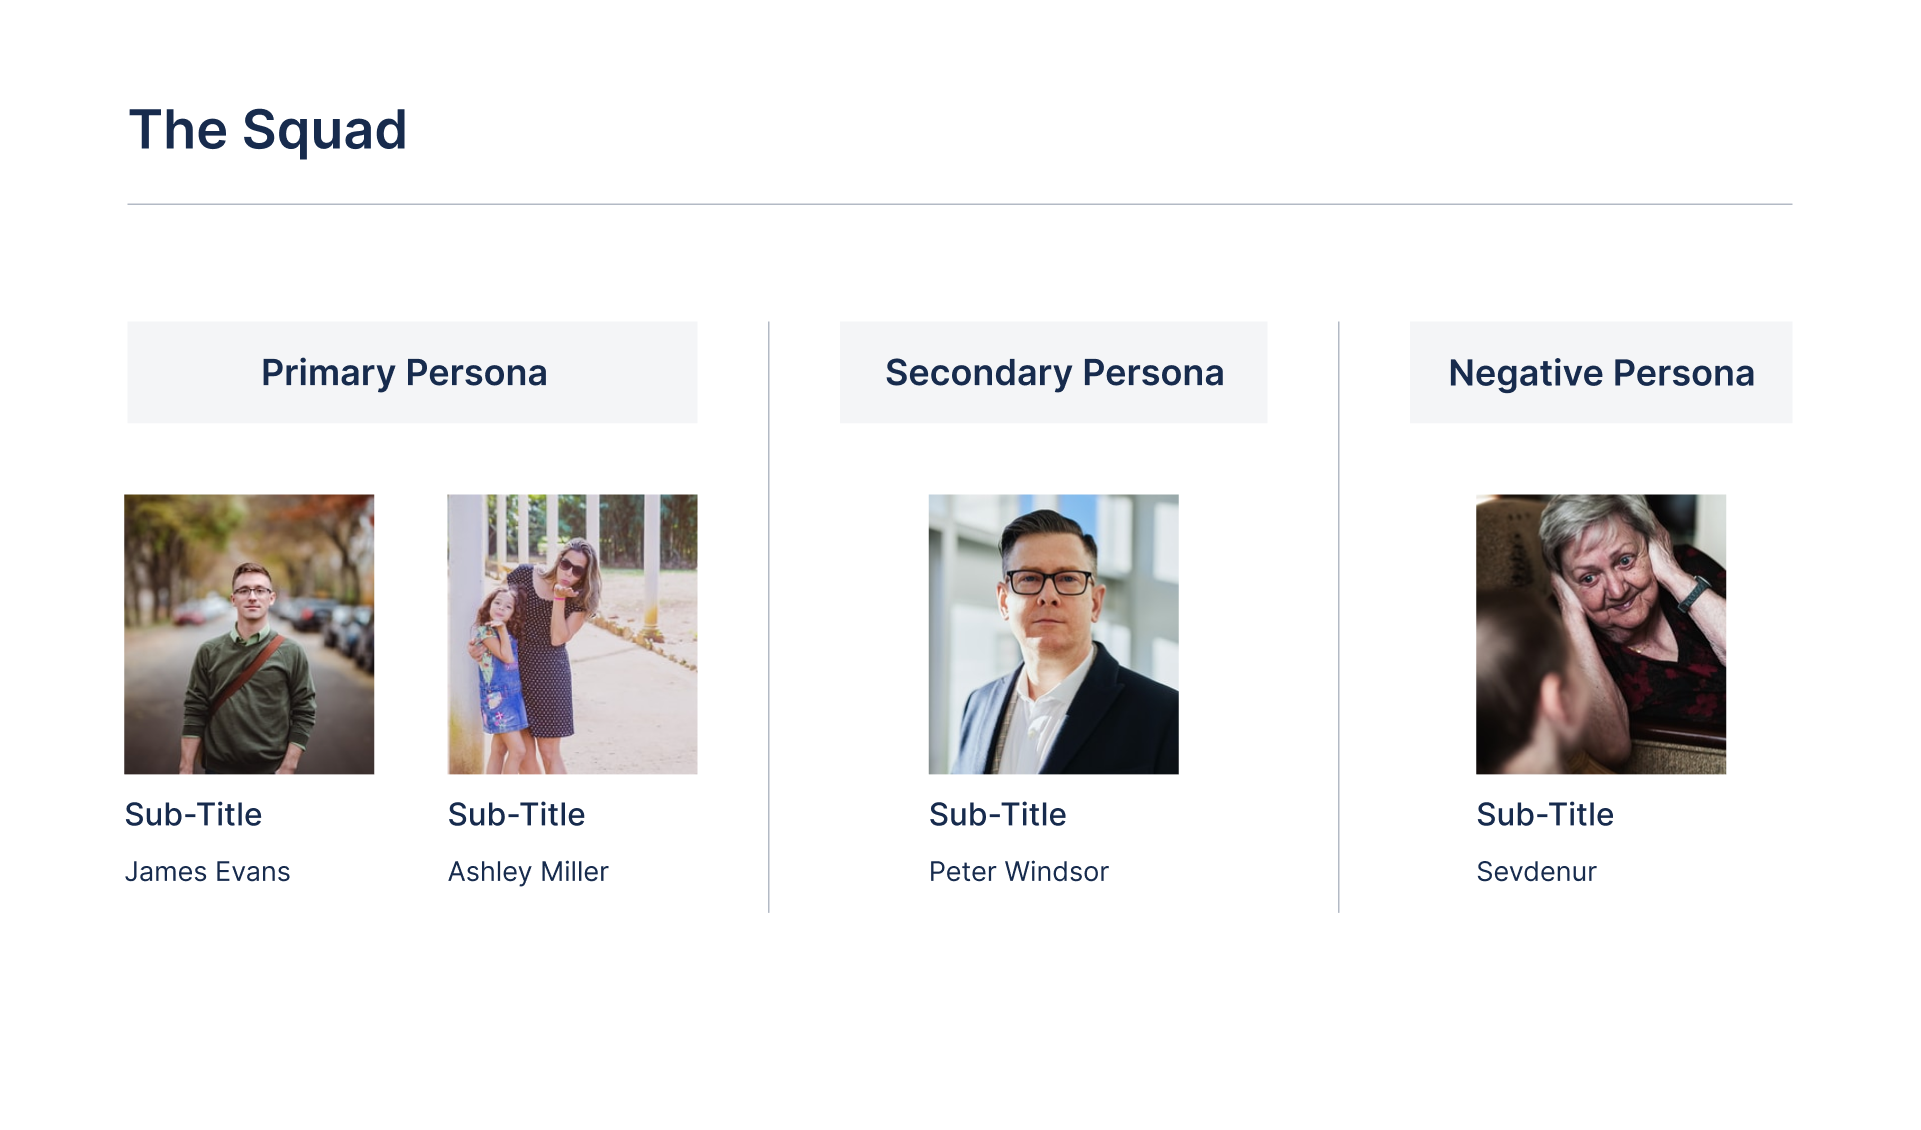 The Squad
Primary Persona
Secondary Persona
Negative Persona
Sub-Title
James Evans
Sub-Title
Ashley Miller
Sub-Title
Peter Windsor
Sub-Title
Sevdenur